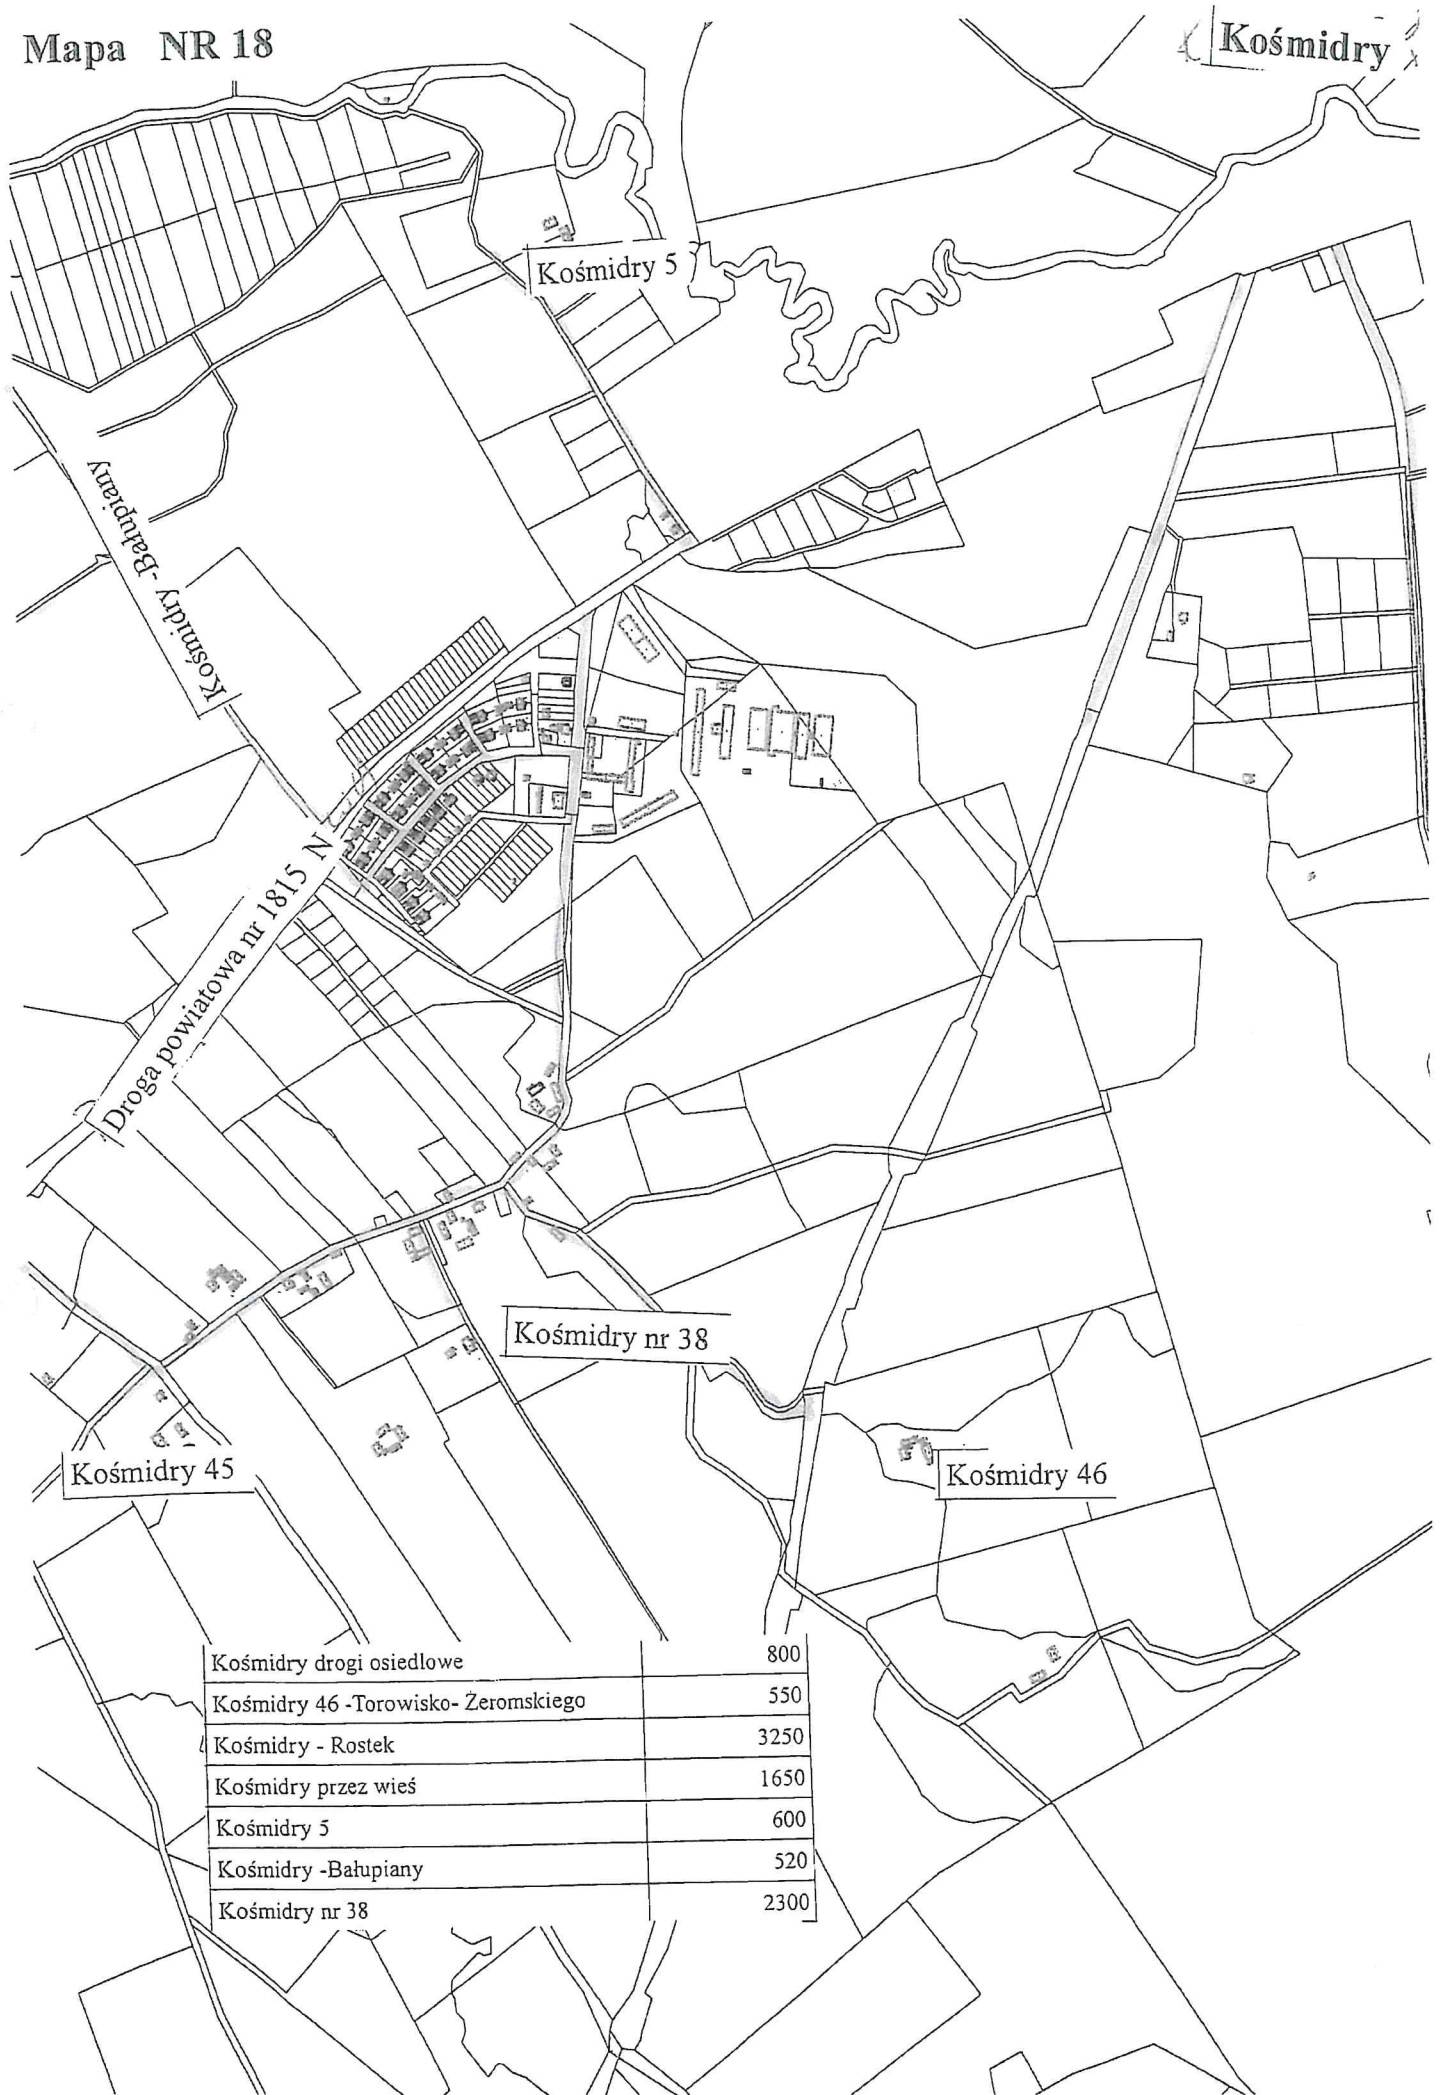 Mapa NR 18
Kośmidry
Kośmidry 5
Kośmidry -Bałupiany
Droga powiatowa nr 1815 N
Kośmidry nr 38
Kośmidry 45
Kośmidry 46
Kośmidry drogi osiedlowe 800
Kośmidry 46 -Torowisko- Żeromskiego 550
Kośmidry - Rostek 3250
Kośmidry przez wieś 1650
Kośmidry 5 600
Kośmidry -Bałupiany 520
Kośmidry nr 38 2300